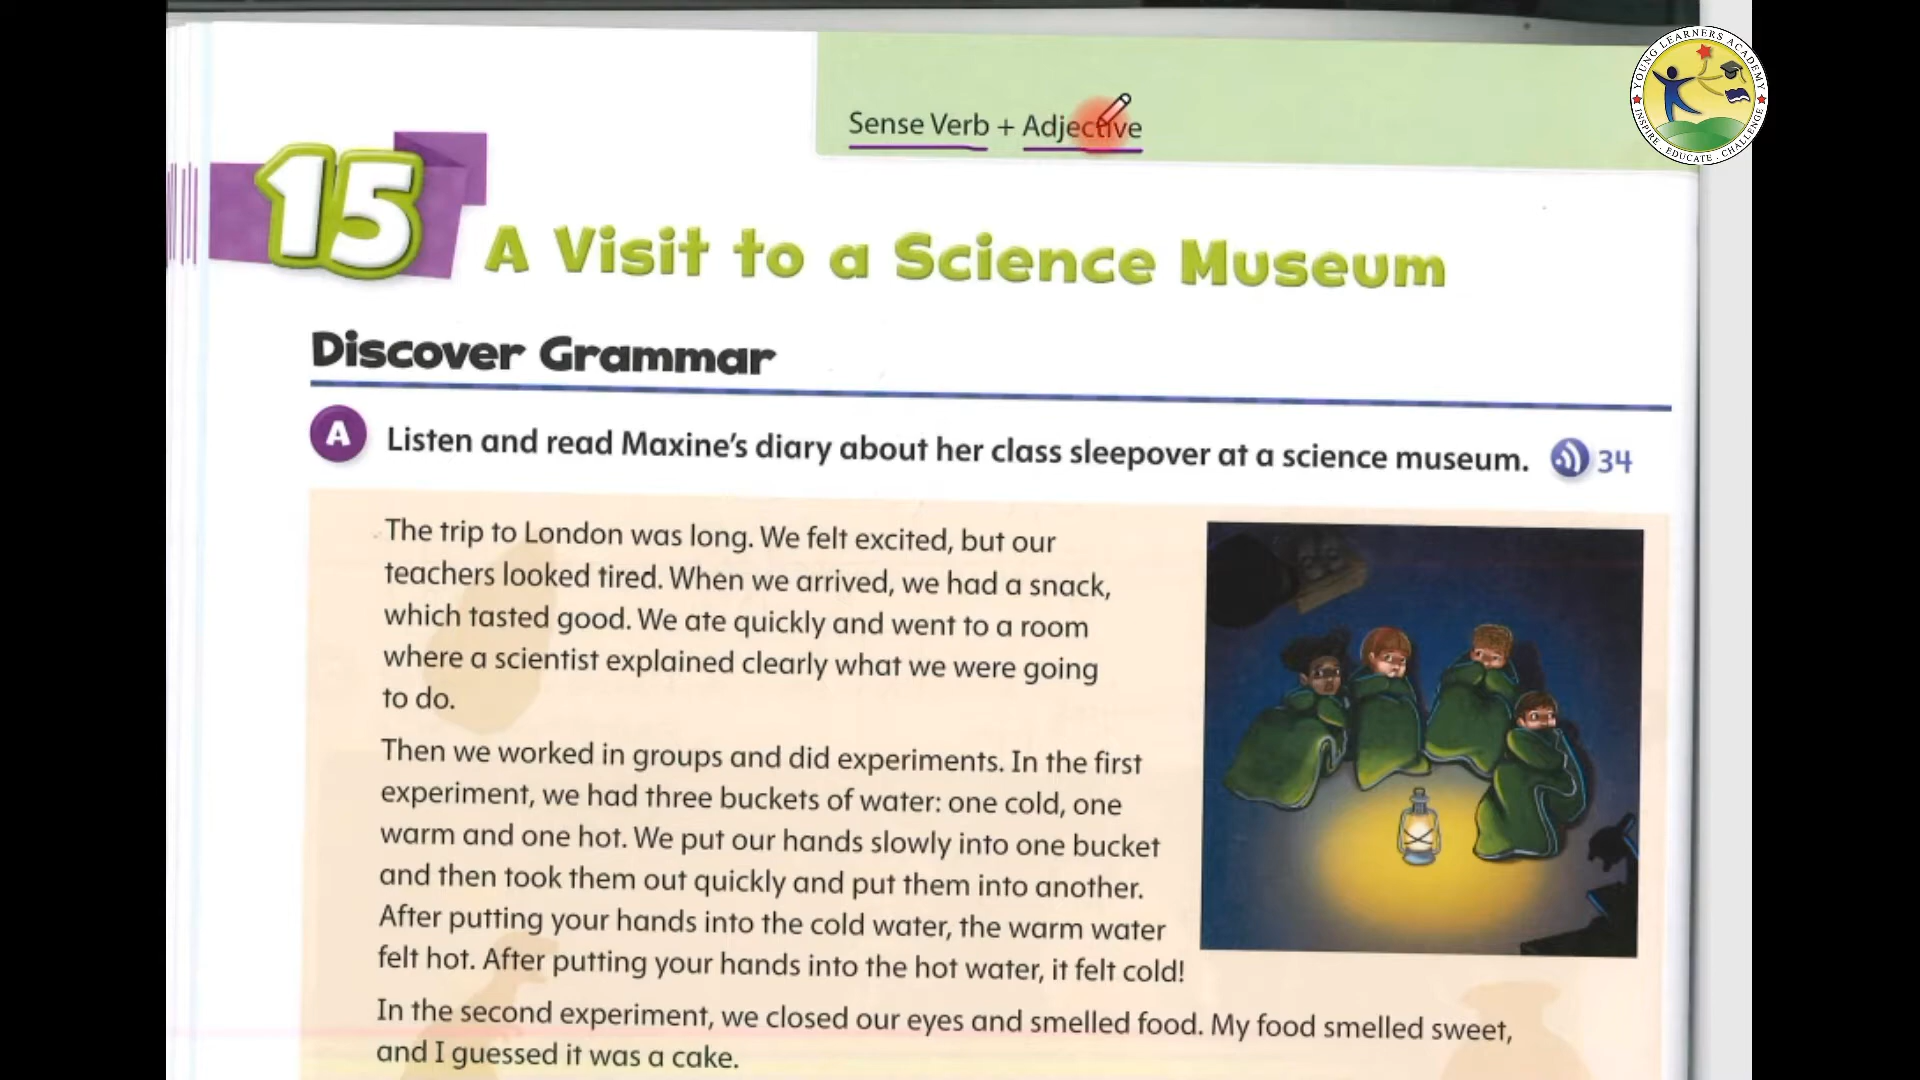 YOUNG LEARNERS ACADEMY
INSPIRE . EDUCATE . CHALLENGE
Sense Verb + Adjective
15
A Visit to a Science Museum
Discover Grammar
A Listen and read Maxine's diary about her class sleepover at a science museum. 34
The trip to London was long. We felt excited, but our
teachers looked tired. When we arrived, we had a snack,
which tasted good. We ate quickly and went to a room
where a scientist explained clearly what we were going
to do.
Then we worked in groups and did experiments. In the first
experiment, we had three buckets of water: one cold, one
warm and one hot. We put our hands slowly into one bucket
and then took them out quickly and put them into another.
After putting your hands into the cold water, the warm water
felt hot. After putting your hands into the hot water, it felt cold!
In the second experiment, we closed our eyes and smelled food. My food smelled sweet,
and I guessed it was a cake.